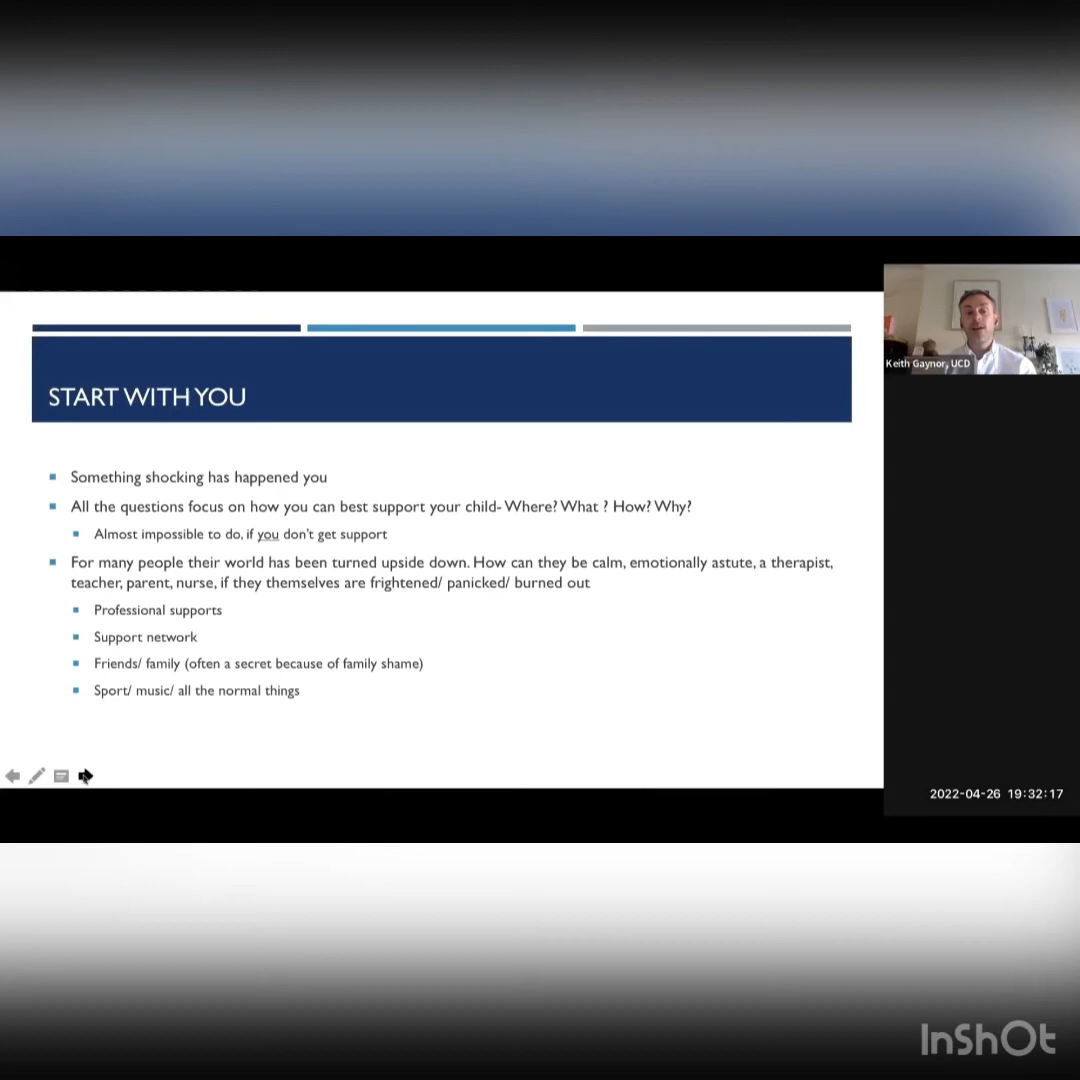 START WITH YOU
Something shocking has happened you
All the questions focus on how you can best support your child- Where? What ? How? Why?
Almost impossible to do, if you don't get support
For many people their world has been turned upside down. How can they be calm, emotionally astute, a therapist,
teacher, parent, nurse, if they themselves are frightened/ panicked/ burned out
Professional supports
Support network
Friends/ family (often a secret because of family shame)
Sport/ music/ all the normal things
Keith Gaynor, UCD
2022-04-26 19:32:17
InShOt